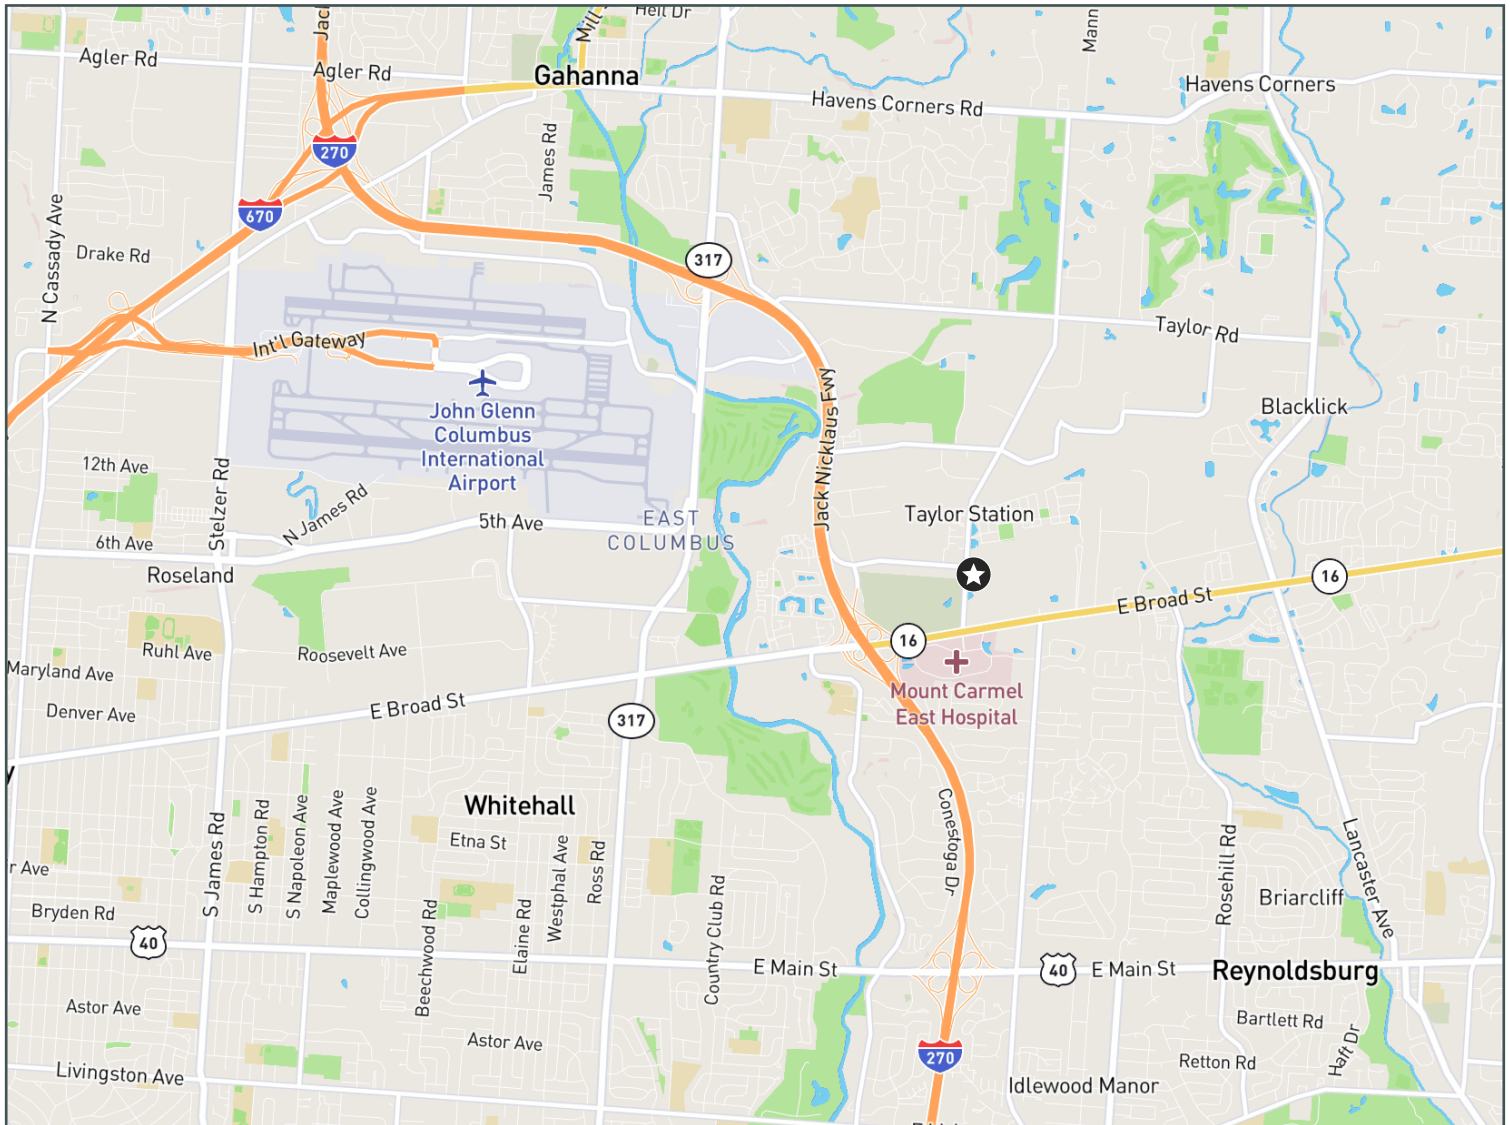 Heil Dr
Mill
Mann
Agler Rd
Agler Rd
Gahanna
Havens Corners
Havens Corners Rd
270
James Rd
670
N Cassady Ave
Drake Rd
317
Int'l Gateway
Taylor Rd
Jack Nicklaus Fwy
John Glenn
Columbus
International
Airport
Blacklick
12th Ave
Stelzer Rd
N James Rd
5th Ave
EAST
COLUMBUS
Taylor Station
6th Ave
Roseland
16
E Broad St
16
Ruhl Ave
Roosevelt Ave
Maryland Ave
Mount Carmel
East Hospital
Denver Ave
E Broad St
317
Whitehall
Conestoga Dr
S James Rd
S Hampton Rd
S Napoleon Ave
Maplewood Ave
Collingwood Ave
Etna St
Westphal Ave
Ross Rd
Rosehill Rd
Lancaster Ave
r Ave
Briarcliff
Bryden Rd
40
Beechwood Rd
Elaine Rd
Country Club Rd
E Main St
40
E Main St
Reynoldsburg
Astor Ave
Astor Ave
Bartlett Rd
Haft Dr
270
Retton Rd
Livingston Ave
Idlewood Manor